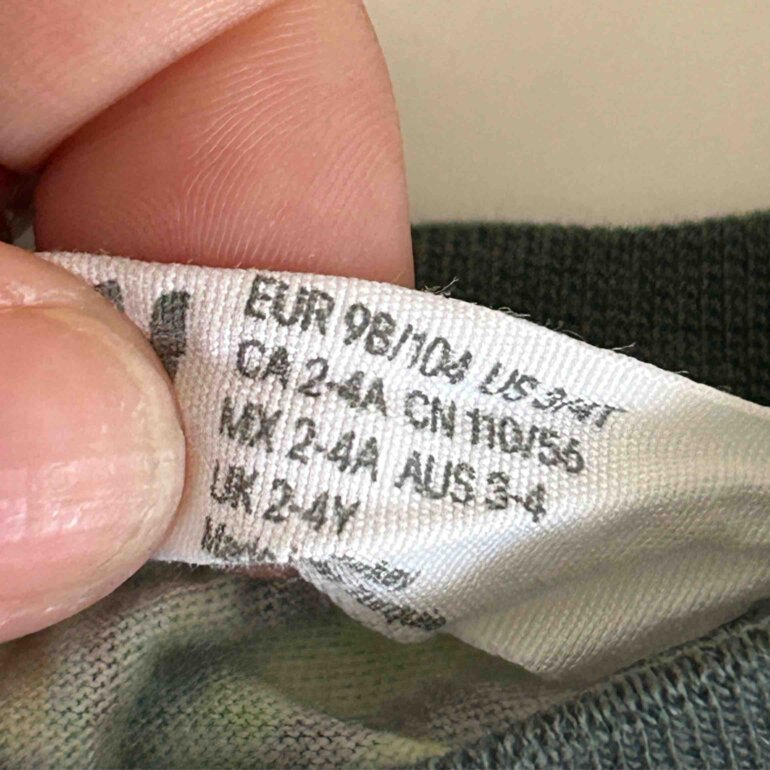 EUR 98/104 US 3/4T
CA 2-4A CN 110/56
MX 2-4A AUS 3-4
UK 2-4Y